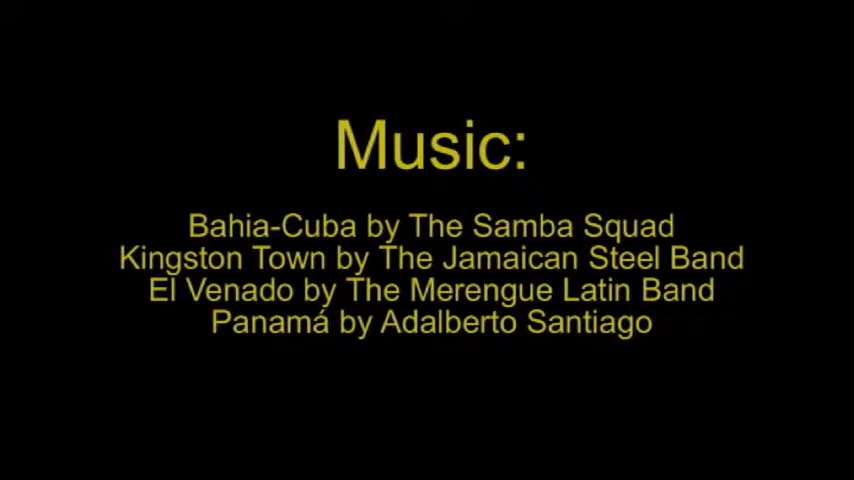 Music:
Bahia-Cuba by The Samba Squad
Kingston Town by The Jamaican Steel Band
El Venado by The Merengue Latin Band
Panamá by Adalberto Santiago